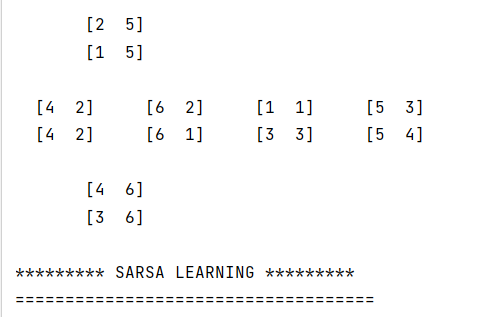 [2  5]
[1  5]
[4  2]  [6  2]  [1  1]  [5  3]
[4  2]  [6  1]  [3  3]  [5  4]
[4  6]
[3  6]
********* SARSA LEARNING *********
====================================